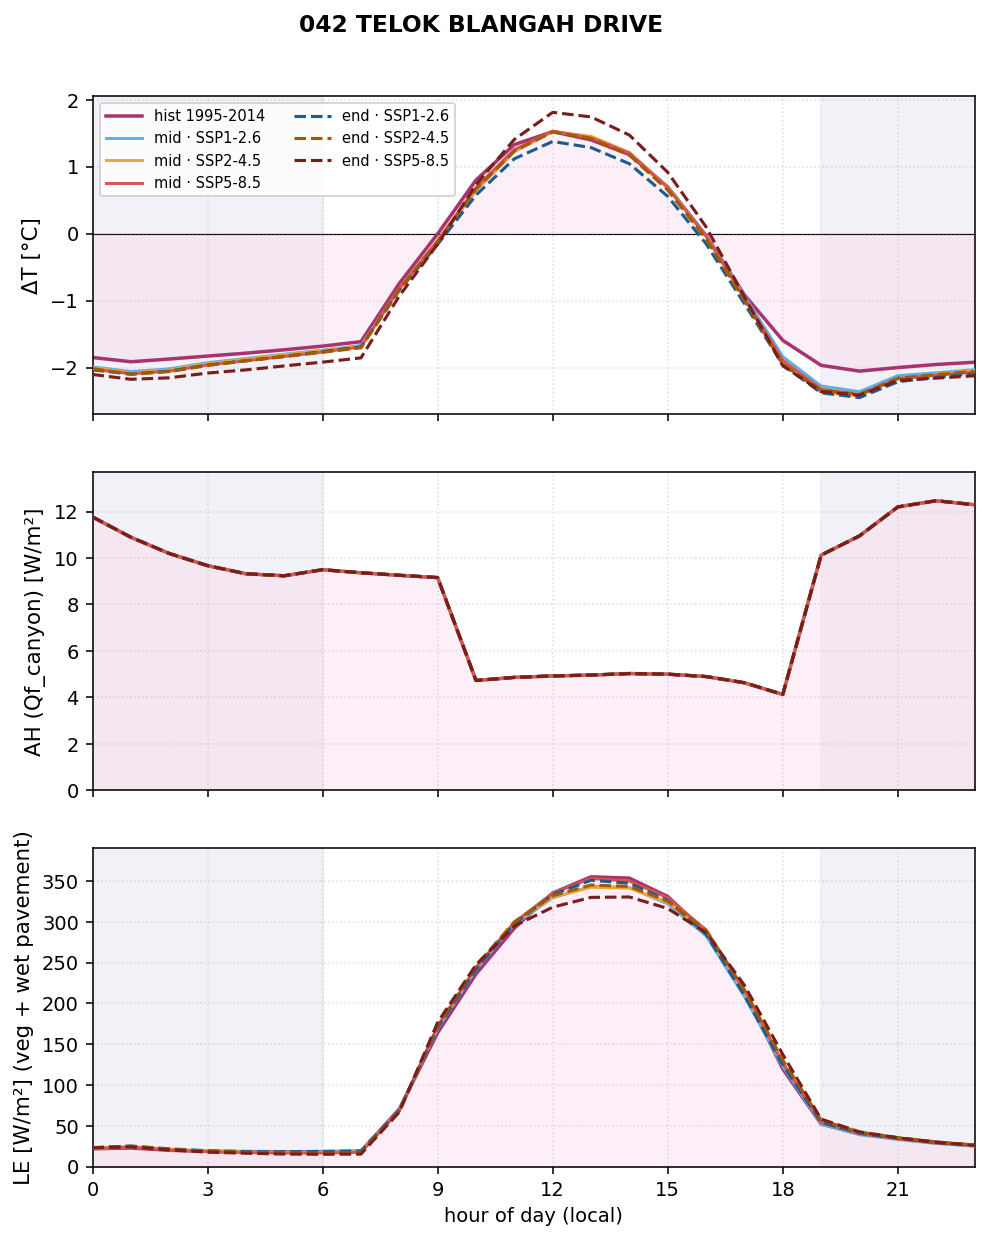 042 TELOK BLANGAH DRIVE
ΔT [°C]
2
1
0
−1
−2
hist 1995-2014
mid · SSP1-2.6
mid · SSP2-4.5
mid · SSP5-8.5
end · SSP1-2.6
end · SSP2-4.5
end · SSP5-8.5
AH (Qf_canyon) [W/m²]
12
10
8
6
4
2
0
LE [W/m²] (veg + wet pavement)
350
300
250
200
150
100
50
0
0 3 6 9 12 15 18 21
hour of day (local)